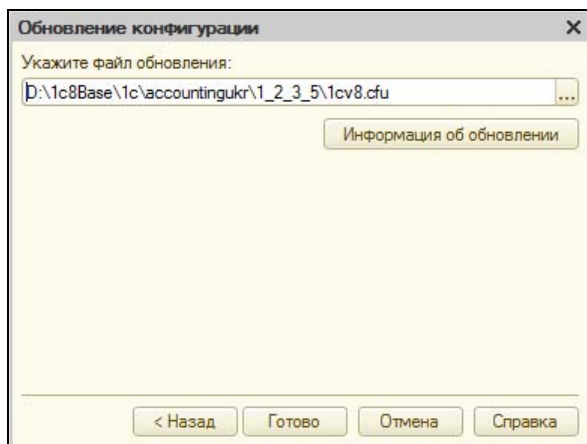 Обновление конфигурации
Укажите файл обновления:
D:\1c8Base\1c\accountingukr\1_2_3_5\1cv8.cfu
...
Информация об обновлении
< Назад Готово Отмена Справка